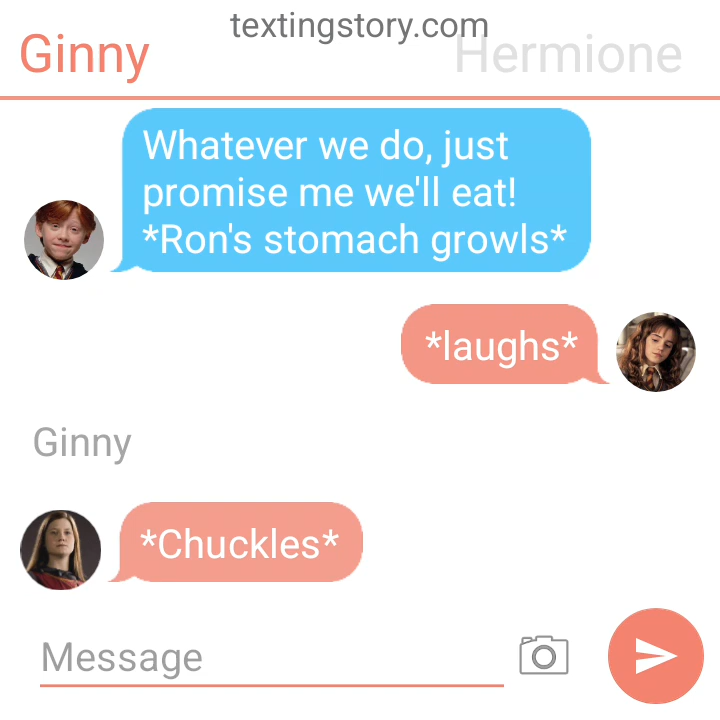 textingstory.com
Ginny
Hermione
Whatever we do, just
promise me we'll eat!
*Ron's stomach growls*
*laughs*
Ginny
*Chuckles*
Message